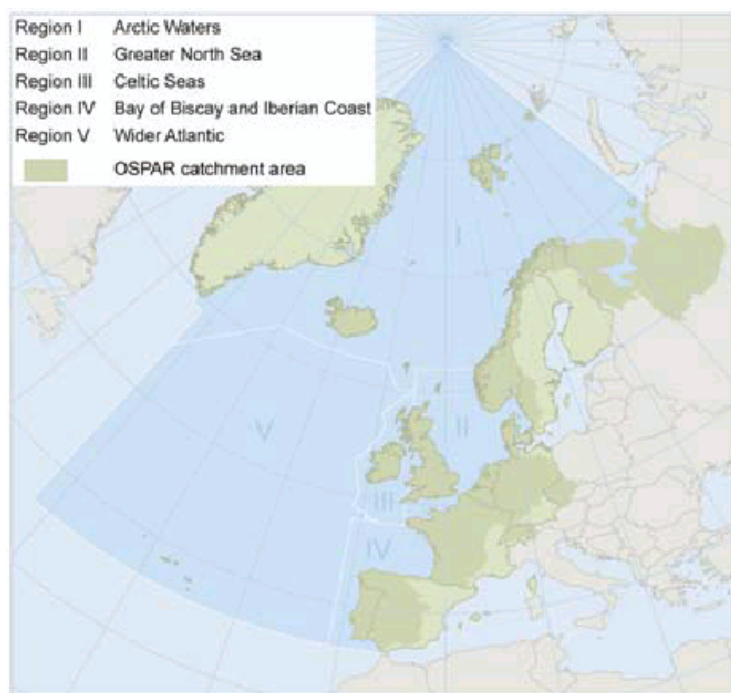 Region I Arctic Waters
Region II Greater North Sea
Region III Celtic Seas
Region IV Bay of Biscay and Iberian Coast
Region V Wider Atlantic
OSPAR catchment area
I
V
II
III
IV